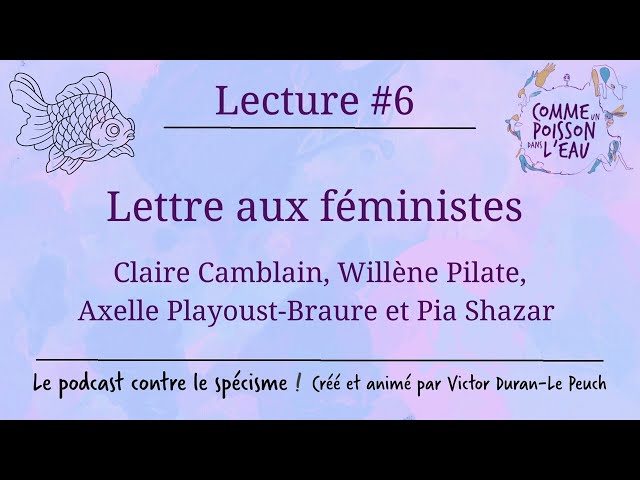 Lecture #6
COMME UN
POISSON
DANS L'EAU
Lettre aux féministes
Claire Camblain, Willène Pilate,
Axelle Playoust-Braure et Pia Shazar
Le podcast contre le spécisme ! Créé et animé par Victor Duran-Le Peuch